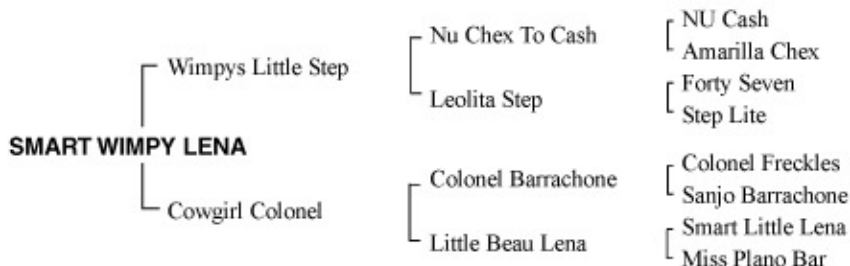 NU Cash
Nu Chex To Cash
Amarilla Chex
Wimpys Little Step
Forty Seven
Leolita Step
Step Lite
SMART WIMPY LENA
Colonel Freckles
Colonel Barrachone
Sanjo Barrachone
Cowgirl Colonel
Smart Little Lena
Little Beau Lena
Miss Plano Bar